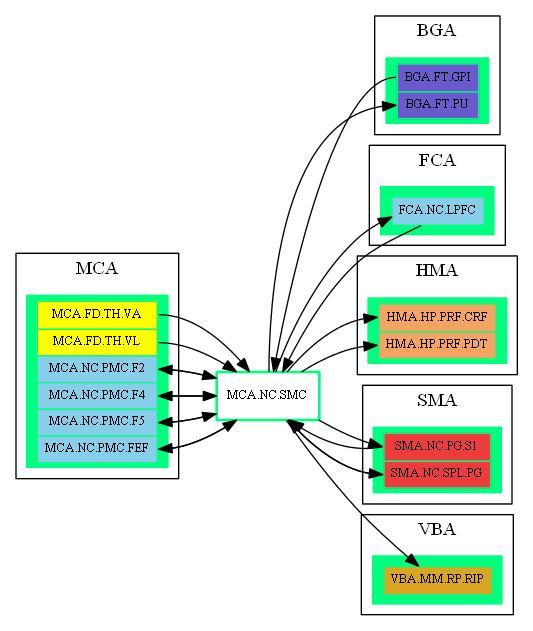 BGA
BGA.FT.GPI
BGA.FT.PU
FCA
FCA.NC.LPFC
MCA
MCA.FD.TH.VA
MCA.FD.TH.VL
MCA.NC.PMC.F2
MCA.NC.PMC.F4
MCA.NC.PMC.F5
MCA.NC.PMC.FEF
MCA.NC.SMC
HMA
HMA.HP.PRF.CRF
HMA.HP.PRF.PDT
SMA
SMA.NC.PG.S1
SMA.NC.SPL.PG
VBA
VBA.MM.RP.RIP